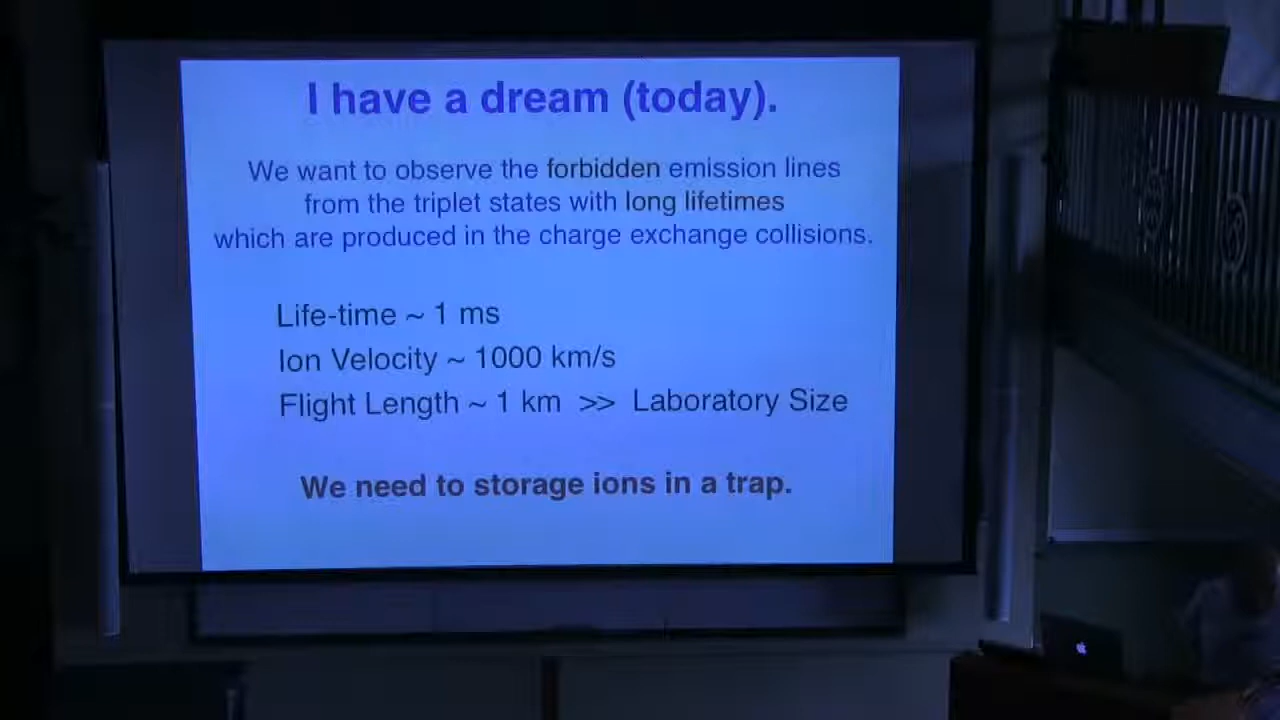 I have a dream (today).
We want to observe the forbidden emission lines
from the triplet states with long lifetimes
which are produced in the charge exchange collisions.
Life-time ~ 1 ms
Ion Velocity ~ 1000 km/s
Flight Length ~ 1 km >> Laboratory Size
We need to storage ions in a trap.